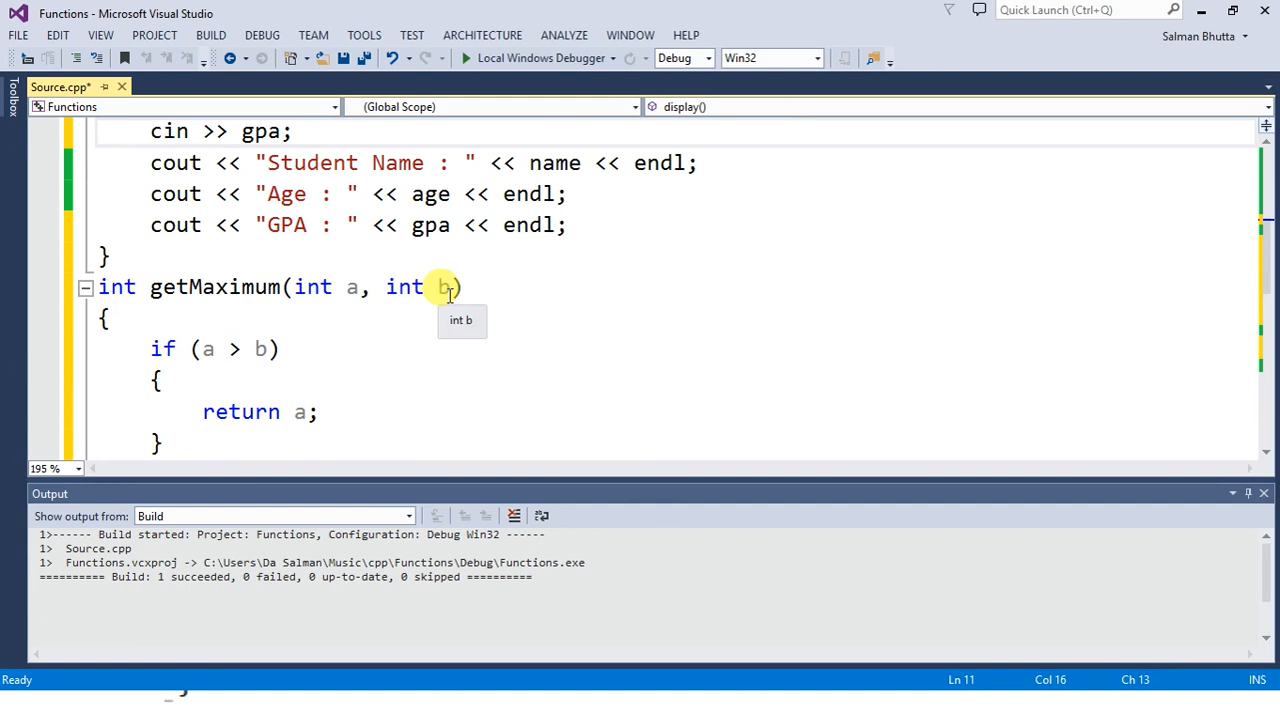 Functions - Microsoft Visual Studio
Quick Launch (Ctrl+Q)
FILE EDIT VIEW PROJECT BUILD DEBUG TEAM TOOLS TEST ARCHITECTURE ANALYZE WINDOW HELP
Salman Bhutta
Local Windows Debugger Debug Win32
Toolbox
Source.cpp*
Functions (Global Scope) display()
cin >> gpa;
cout << "Student Name : " << name << endl;
cout << "Age : " << age << endl;
cout << "GPA : " << gpa << endl;
}
int getMaximum(int a, int b)
int b
{
if (a > b)
{
return a;
}
195 %
Output
Show output from: Build
1>------ Build started: Project: Functions, Configuration: Debug Win32 ------
1> Source.cpp
1> Functions.vcxproj -> C:\Users\Da Salman\Music\cpp\Functions\Debug\Functions.exe
========== Build: 1 succeeded, 0 failed, 0 up-to-date, 0 skipped ==========
Ready Ln 11 Col 16 Ch 13 INS